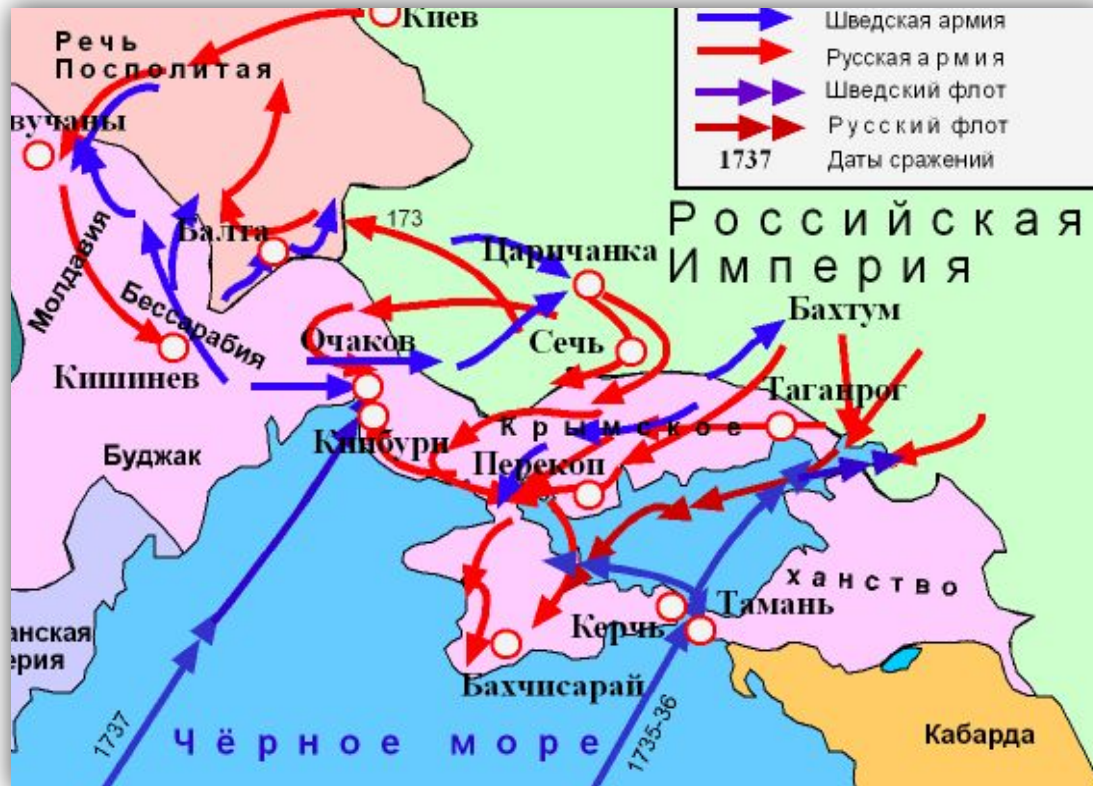 Киев
Речь
Посполитая
вучаны
Шведская армия
Русская армия
Шведский флот
Русский флот
1737 Даты сражений
Российская
Империя
173
Балта
Царичанка
Молдавия
Бессарабия
Бахтум
Очаков
Сечь
Кишинев
Таганрог
Кинбурн
Крымское
Буджак
Перекоп
ханство
анская
ерия
Керчь
Тамань
Бахчисарай
1737
Чёрное море
1735-36
Кабарда